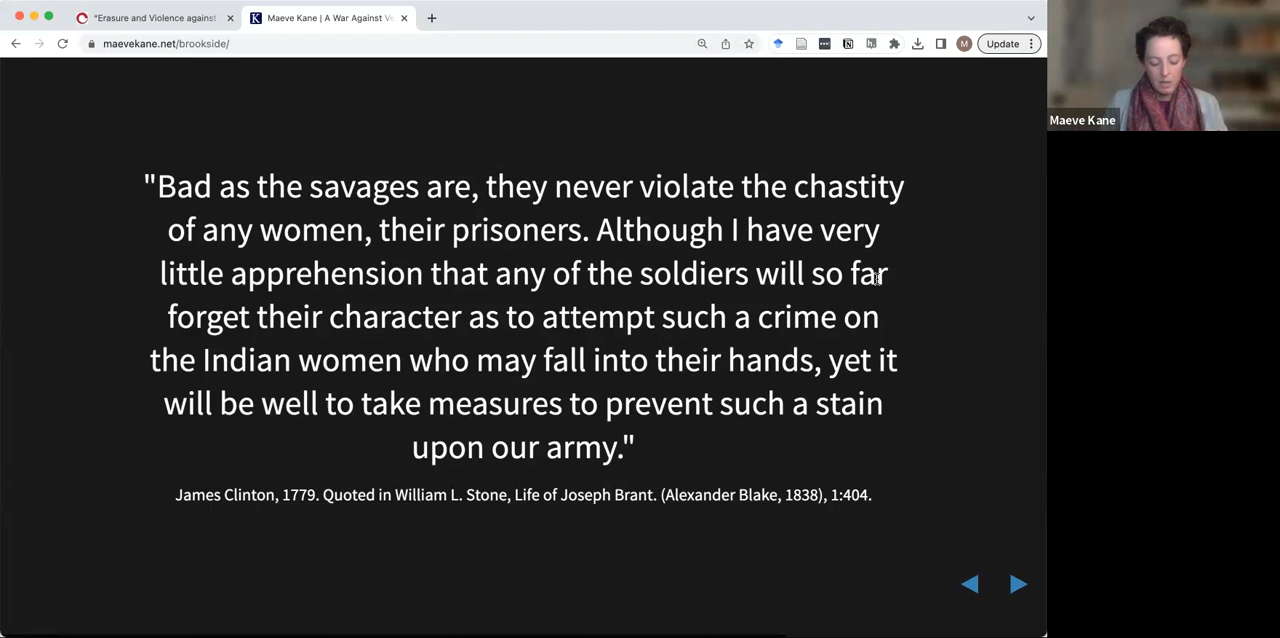 "Erasure and Violence against
Maeve Kane | A War Against Ve
maevekane.net/brookside/
M
Update
Maeve Kane
"Bad as the savages are, they never violate the chastity
of any women, their prisoners. Although I have very
little apprehension that any of the soldiers will so far
forget their character as to attempt such a crime on
the Indian women who may fall into their hands, yet it
will be well to take measures to prevent such a stain
upon our army."
James Clinton, 1779. Quoted in William L. Stone, Life of Joseph Brant. (Alexander Blake, 1838), 1:404.